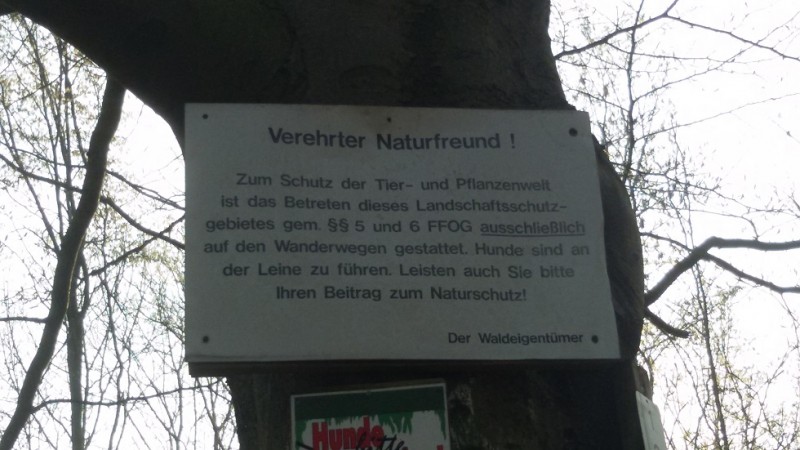 Verehrter Naturfreund !
Zum Schutz der Tier- und Pflanzenwelt
ist das Betreten dieses Landschaftsschutz-
gebietes gem. §§ 5 und 6 FFOG ausschließlich
auf den Wanderwegen gestattet. Hunde sind an
der Leine zu führen. Leisten auch Sie bitte
Ihren Beitrag zum Naturschutz!
Der Waldeigentümer
Hunde